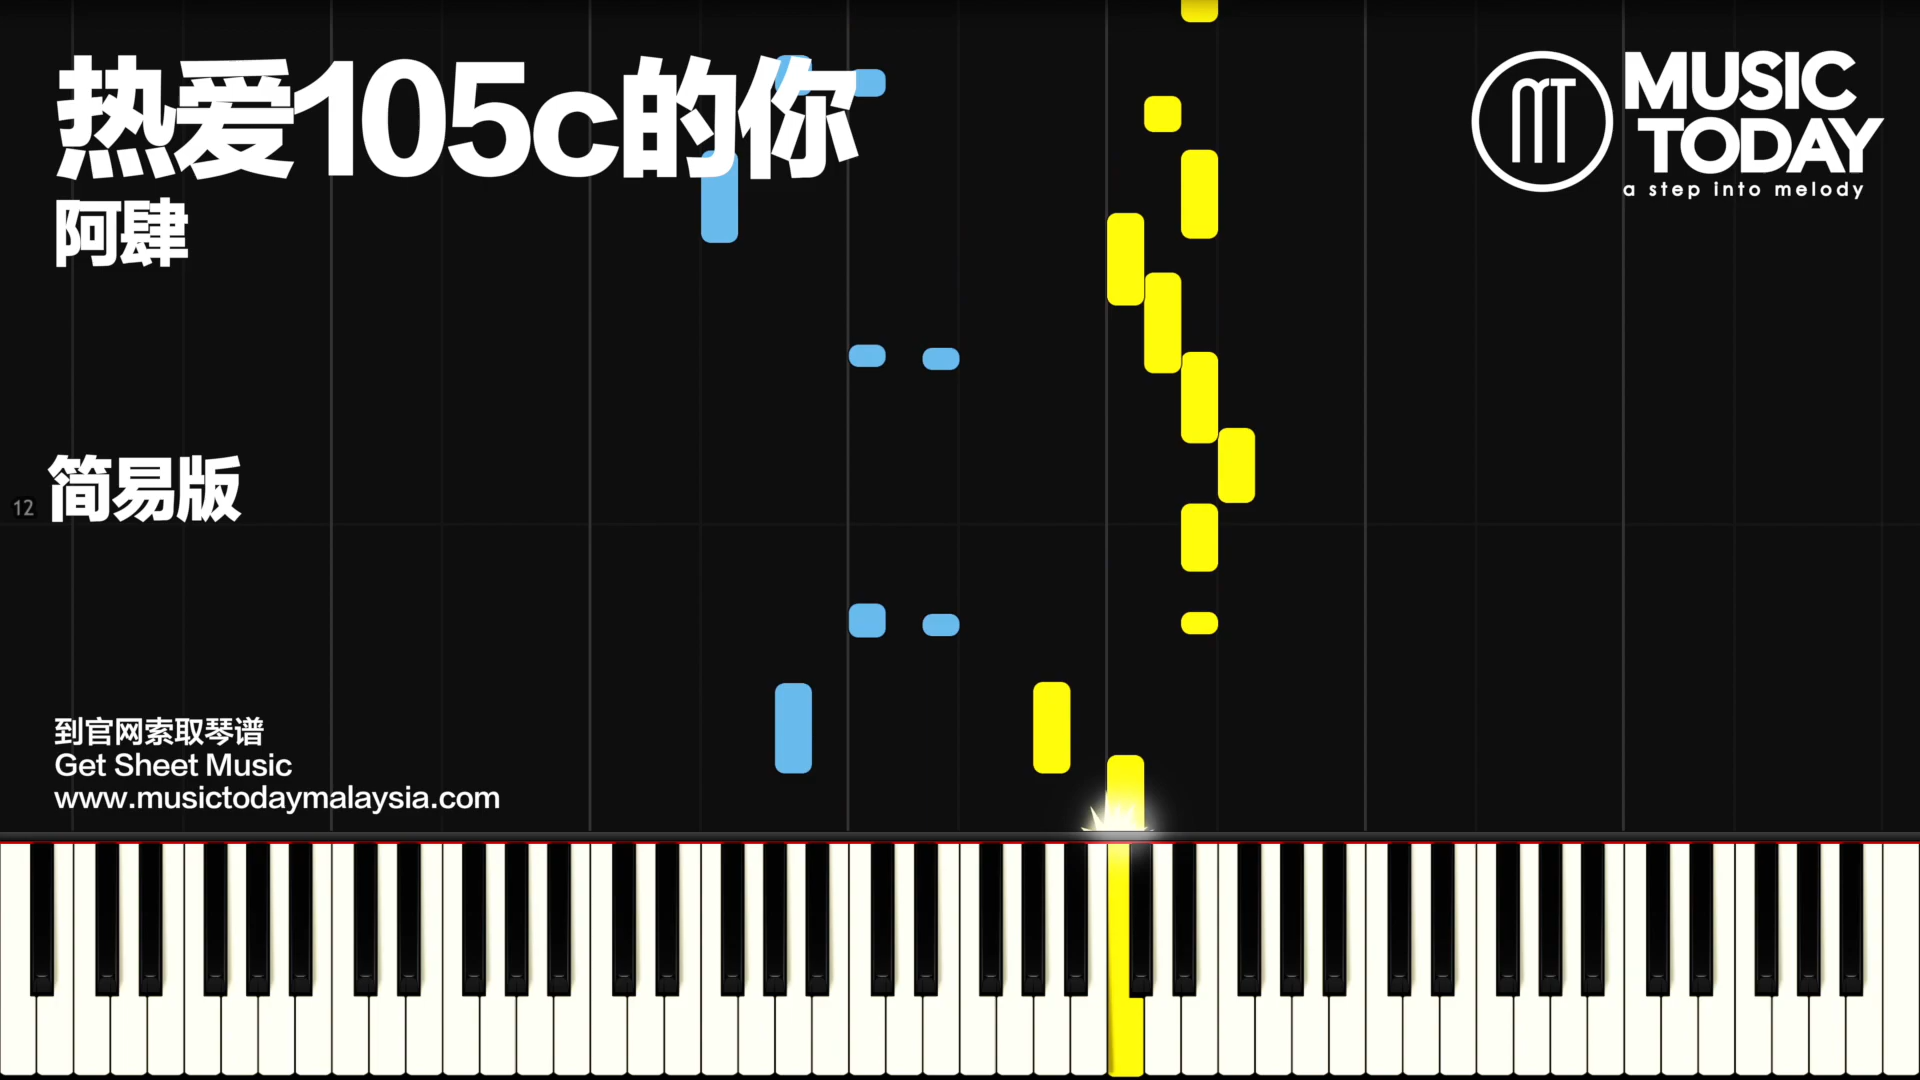 热爱105c的你
阿肆
MT
MUSIC
TODAY
a step into melody
12
简易版
到官网索取琴谱
Get Sheet Music
www.musictodaymalaysia.com